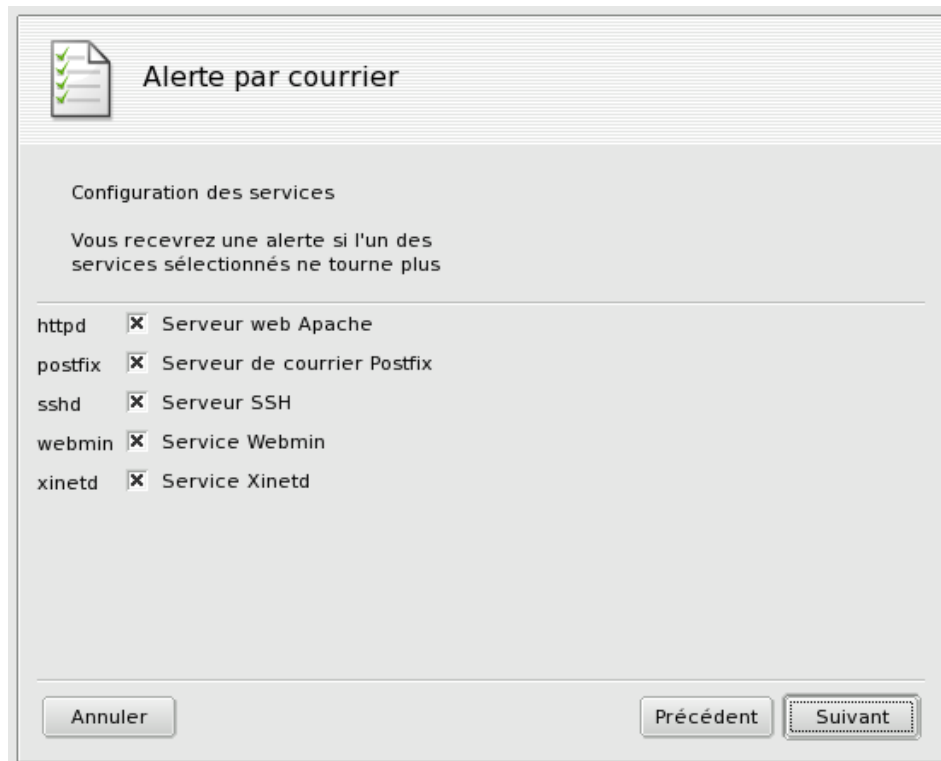 Alerte par courrier
Configuration des services
Vous recevrez une alerte si l'un des
services sélectionnés ne tourne plus
httpd Serveur web Apache
postfix Serveur de courrier Postfix
sshd Serveur SSH
webmin Service Webmin
xinetd Service Xinetd
Annuler Précédent Suivant